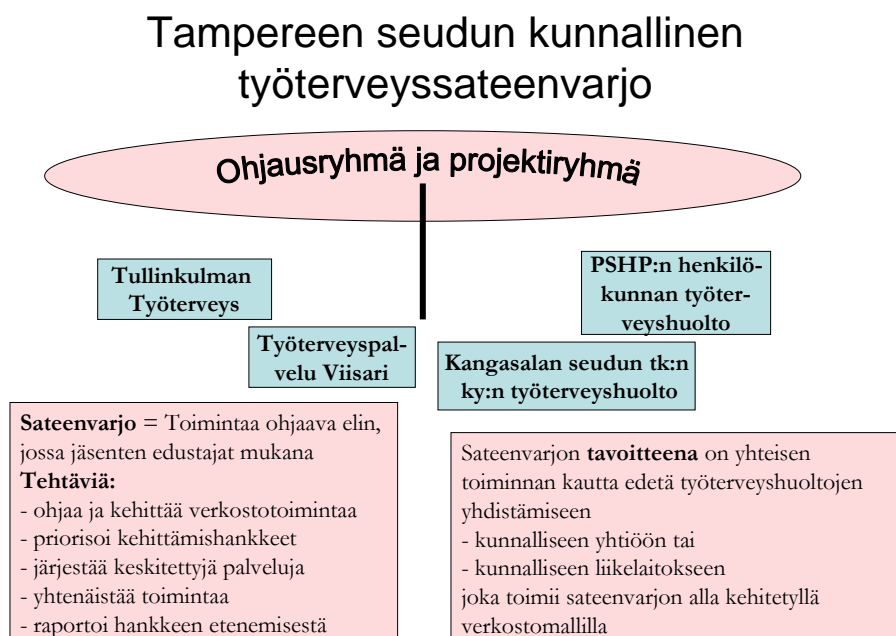 Tampereen seudun kunnallinen
työterveyssateenvarjo
Ohjausryhmä ja projektiryhmä
Tullinkulman
Työterveys
PSHP:n henkilö-
kunnan työter-
veyshuolto
Työterveyspal-
velu Viisari
Kangasalan seudun tk:n
ky:n työterveyshuolto
Sateenvarjo = Toimintaa ohjaava elin,
jossa jäsenten edustajat mukana
Tehtäviä:
- ohjaa ja kehittää verkostotoimintaa
- priorisoi kehittämishankkeet
- järjestää keskitettyjä palveluja
- yhtenäistää toimintaa
- raportoi hankkeen etenemisestä
Sateenvarjon tavoitteena on yhteisen
toiminnan kautta edetä työterveyshuoltojen
yhdistämiseen
- kunnalliseen yhtiöön tai
- kunnalliseen liikelaitokseen
joka toimii sateenvarjon alla kehitetyllä
verkostomallilla